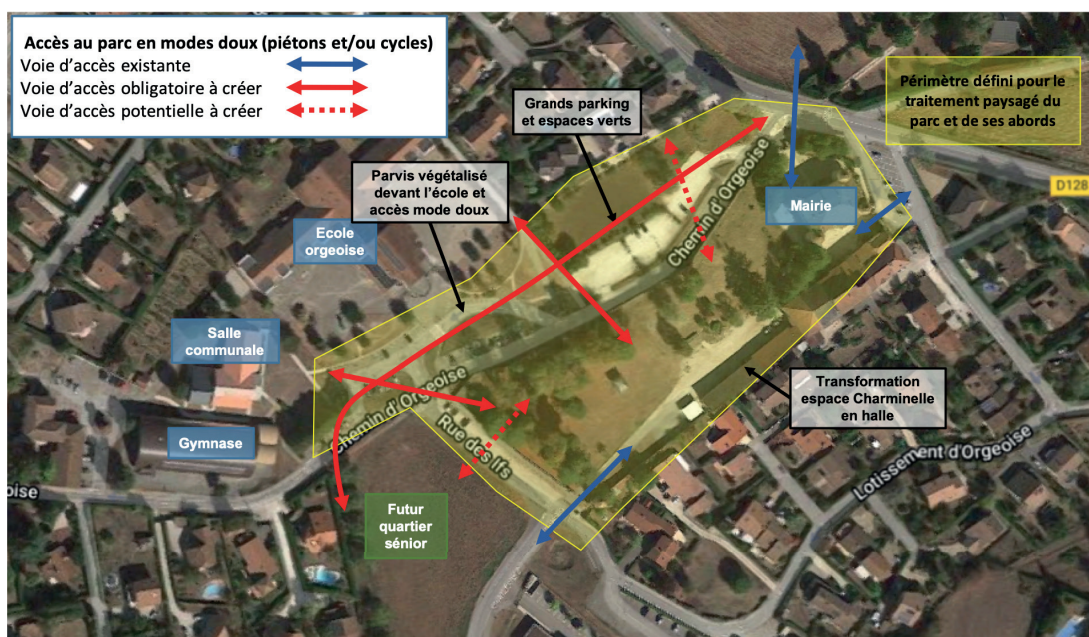 Accès au parc en modes doux (piétons et/ou cycles)
Voie d'accès existante
Voie d'accès obligatoire à créer
Voie d'accès potentielle à créer
Périmètre défini pour le
traitement paysagé du
parc et de ses abords
Grands parking
et espaces verts
Parvis végétalisé
devant l'école et
accès mode doux
D128
Mairie
Chemin d'Orgeoise
Ecole
orgeoise
Salle
communale
Gymnase
Chemin d'Orgeoise
Rue des Ifs
Transformation
espace Charminelle
en halle
Lotissement d'Orgeoise
Futur
quartier
sénior
eoise